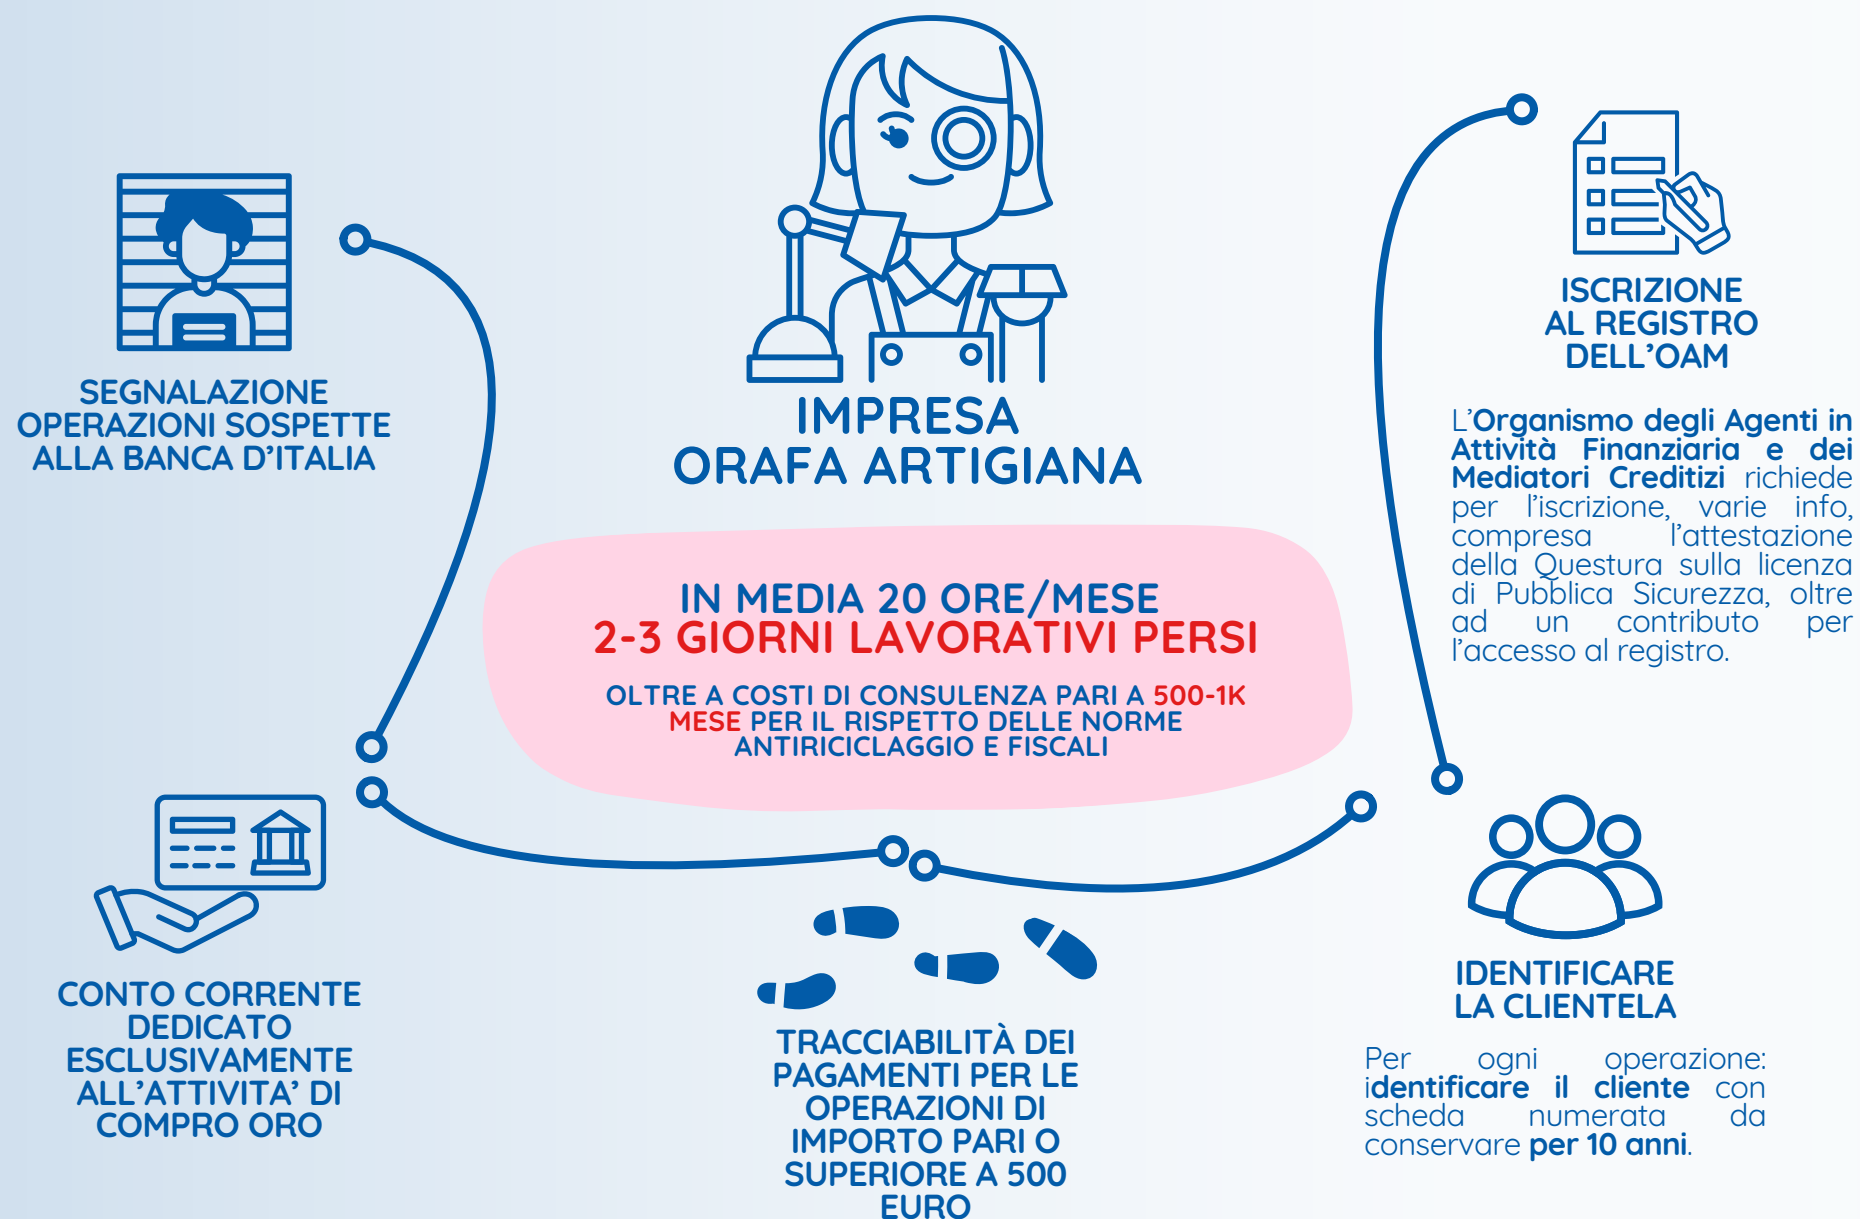 IMPRESA
ORAFA ARTIGIANA
IN MEDIA 20 ORE/MESE
2-3 GIORNI LAVORATIVI PERSI
OLTRE A COSTI DI CONSULENZA PARI A 500-1K
MESE PER IL RISPETTO DELLE NORME
ANTIRICICLAGGIO E FISCALI
ISCRIZIONE
AL REGISTRO
DELL’OAM
L’Organismo degli Agenti in
Attività Finanziaria e dei
Mediatori Creditizi richiede
per l’iscrizione, varie info,
compresa l’attestazione
della Questura sulla licenza
di Pubblica Sicurezza, oltre
ad un contributo per
l’accesso al registro.
IDENTIFICARE
LA CLIENTELA
Per ogni operazione:
identificare il cliente con
scheda numerata da
conservare per 10 anni.
TRACCIABILITÀ DEI
PAGAMENTI PER LE
OPERAZIONI DI
IMPORTO PARI O
SUPERIORE A 500
EURO
CONTO CORRENTE
DEDICATO
ESCLUSIVAMENTE
ALL’ATTIVITA’ DI
COMPRO ORO
SEGNALAZIONE
OPERAZIONI SOSPETTE
ALLA BANCA D’ITALIA